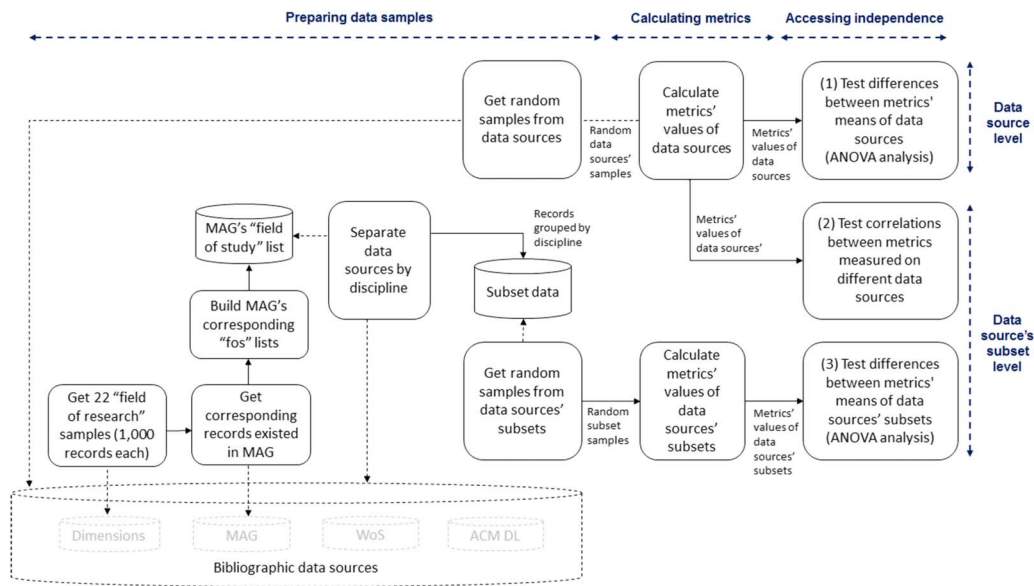 Preparing data samples
Calculating metrics
Accessing independence
Get random
samples from
data sources
Random
data sources'
samples
Calculate
metrics'
values of
data sources
Metrics'
values of
data
sources
(1) Test differences
between metrics'
means of data
sources
(ANOVA analysis)
Data
source
level
MAG's "field
of study" list
Separate
data
sources by
discipline
Records
grouped by
discipline
Subset data
Metrics'
values of
data sources'
(2) Test correlations
between metrics
measured on
different data
sources
Data
source's
subset
level
Build MAG's
corresponding
"fos" lists
Get 22 "field
of research"
samples (1,000
records each)
Get
corresponding
records existed
in MAG
Get random
samples from
data sources'
subsets
Random
subset
samples
Calculate
metrics'
values of
data
sources'
subsets
Metrics'
values of
data
sources'
subsets
(3) Test differences
between metrics'
means of data
sources' subsets
(ANOVA analysis)
Dimensions
MAG
WoS
ACM DL
Bibliographic data sources